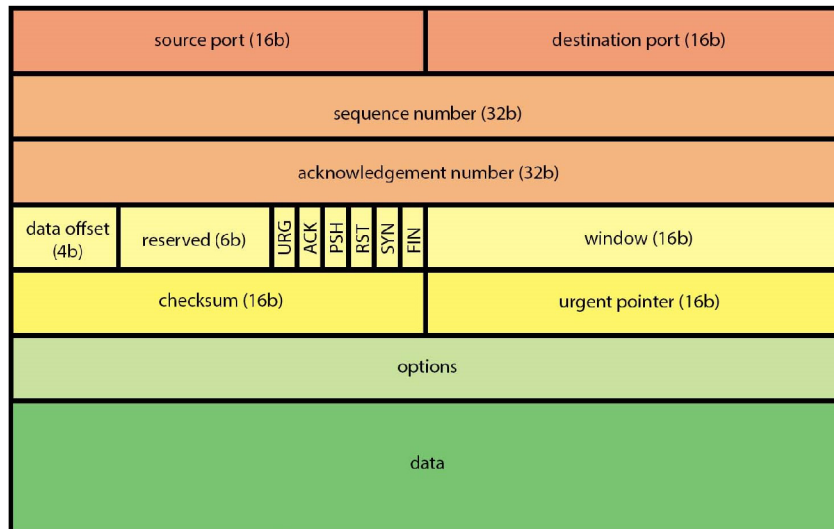 source port (16b)
destination port (16b)
sequence number (32b)
acknowledgement number (32b)
data offset
(4b)
reserved (6b)
URG
ACK
PSH
RST
SYN
FIN
window (16b)
checksum (16b)
urgent pointer (16b)
options
data